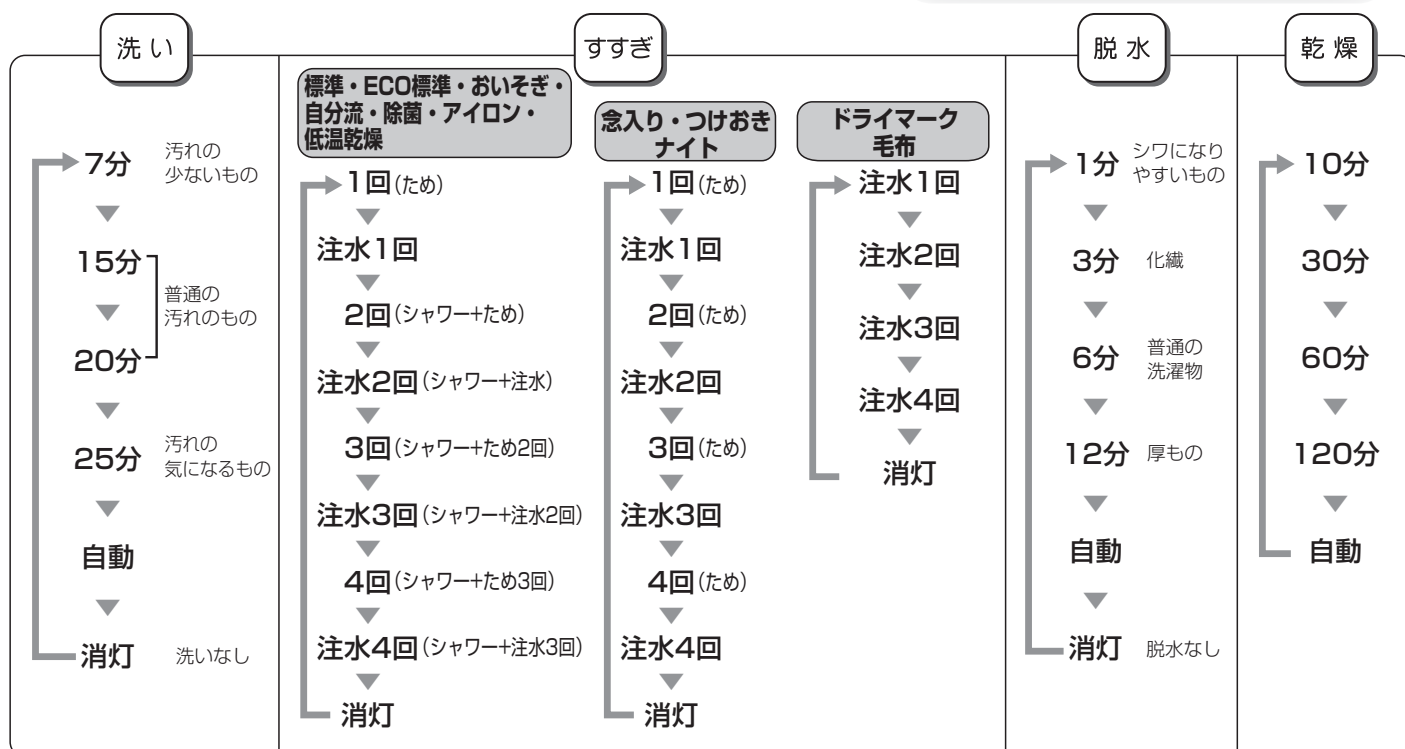 洗い
7分
汚れの
少ないもの
15分
20分
普通の
汚れのもの
25分
汚れの
気になるもの
自動
消灯
洗いなし
すすぎ
標準・ECO標準・おいそぎ・
自分流・除菌・アイロン・
低温乾燥
1回(ため)
注水1回
2回(シャワー+ため)
注水2回(シャワー+注水)
3回(シャワー+ため2回)
注水3回(シャワー+注水2回)
4回(シャワー+ため3回)
注水4回(シャワー+注水3回)
消灯
念入り・つけおき
ナイト
1回(ため)
注水1回
2回(ため)
注水2回
3回(ため)
注水3回
4回(ため)
注水4回
消灯
ドライマーク
毛布
注水1回
注水2回
注水3回
注水4回
消灯
脱水
1分
シワになり
やすいもの
3分 化繊
6分
普通の
洗濯物
12分 厚もの
自動
消灯 脱水なし
乾燥
10分
30分
60分
120分
自動